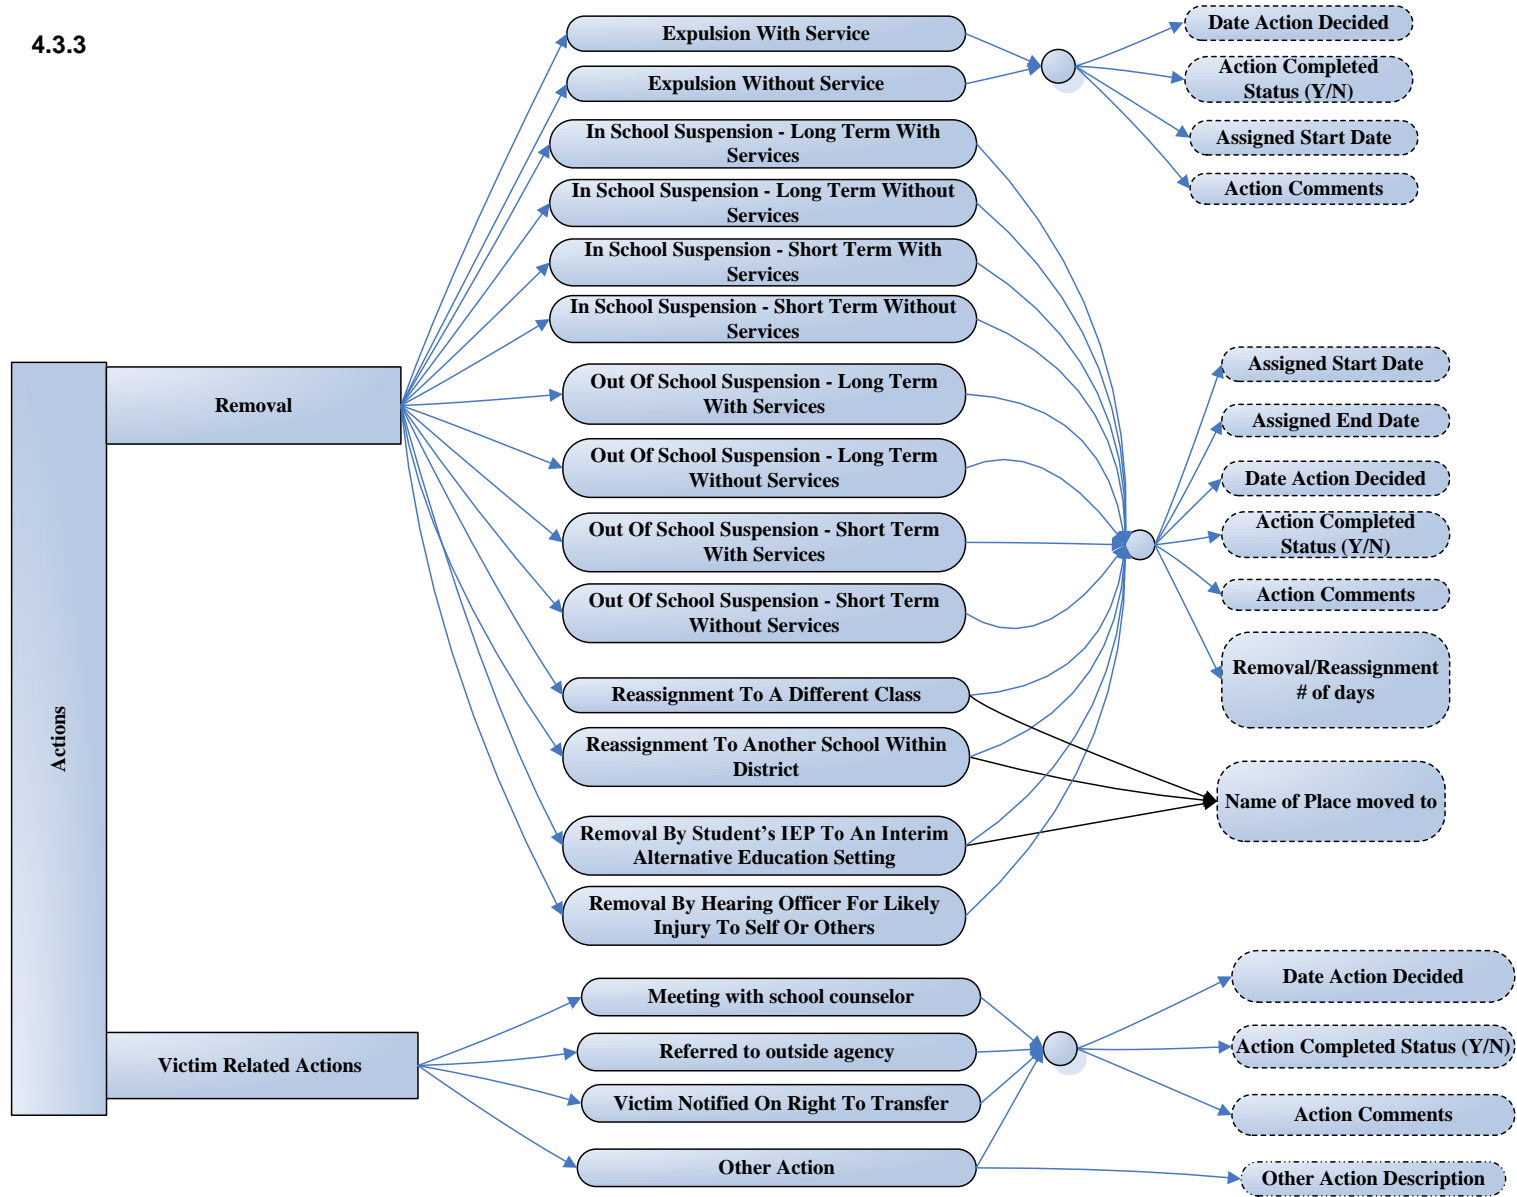 4.3.3
Expulsion With Service
Expulsion Without Service
In School Suspension - Long Term With
Services
In School Suspension - Long Term Without
Services
In School Suspension - Short Term With
Services
In School Suspension - Short Term Without
Services
Out Of School Suspension - Long Term
With Services
Out Of School Suspension - Long Term
Without Services
Out Of School Suspension - Short Term
With Services
Out Of School Suspension - Short Term
Without Services
Reassignment To A Different Class
Reassignment To Another School Within
District
Removal By Student's IEP To An Interim
Alternative Education Setting
Removal By Hearing Officer For Likely
Injury To Self Or Others
Removal
Actions
Victim Related Actions
Meeting with school counselor
Referred to outside agency
Victim Notified On Right To Transfer
Other Action
Date Action Decided
Action Completed
Status (Y/N)
Assigned Start Date
Action Comments
Assigned Start Date
Assigned End Date
Date Action Decided
Action Completed
Status (Y/N)
Action Comments
Removal/Reassignment
# of days
Name of Place moved to
Date Action Decided
Action Completed Status (Y/N)
Action Comments
Other Action Description